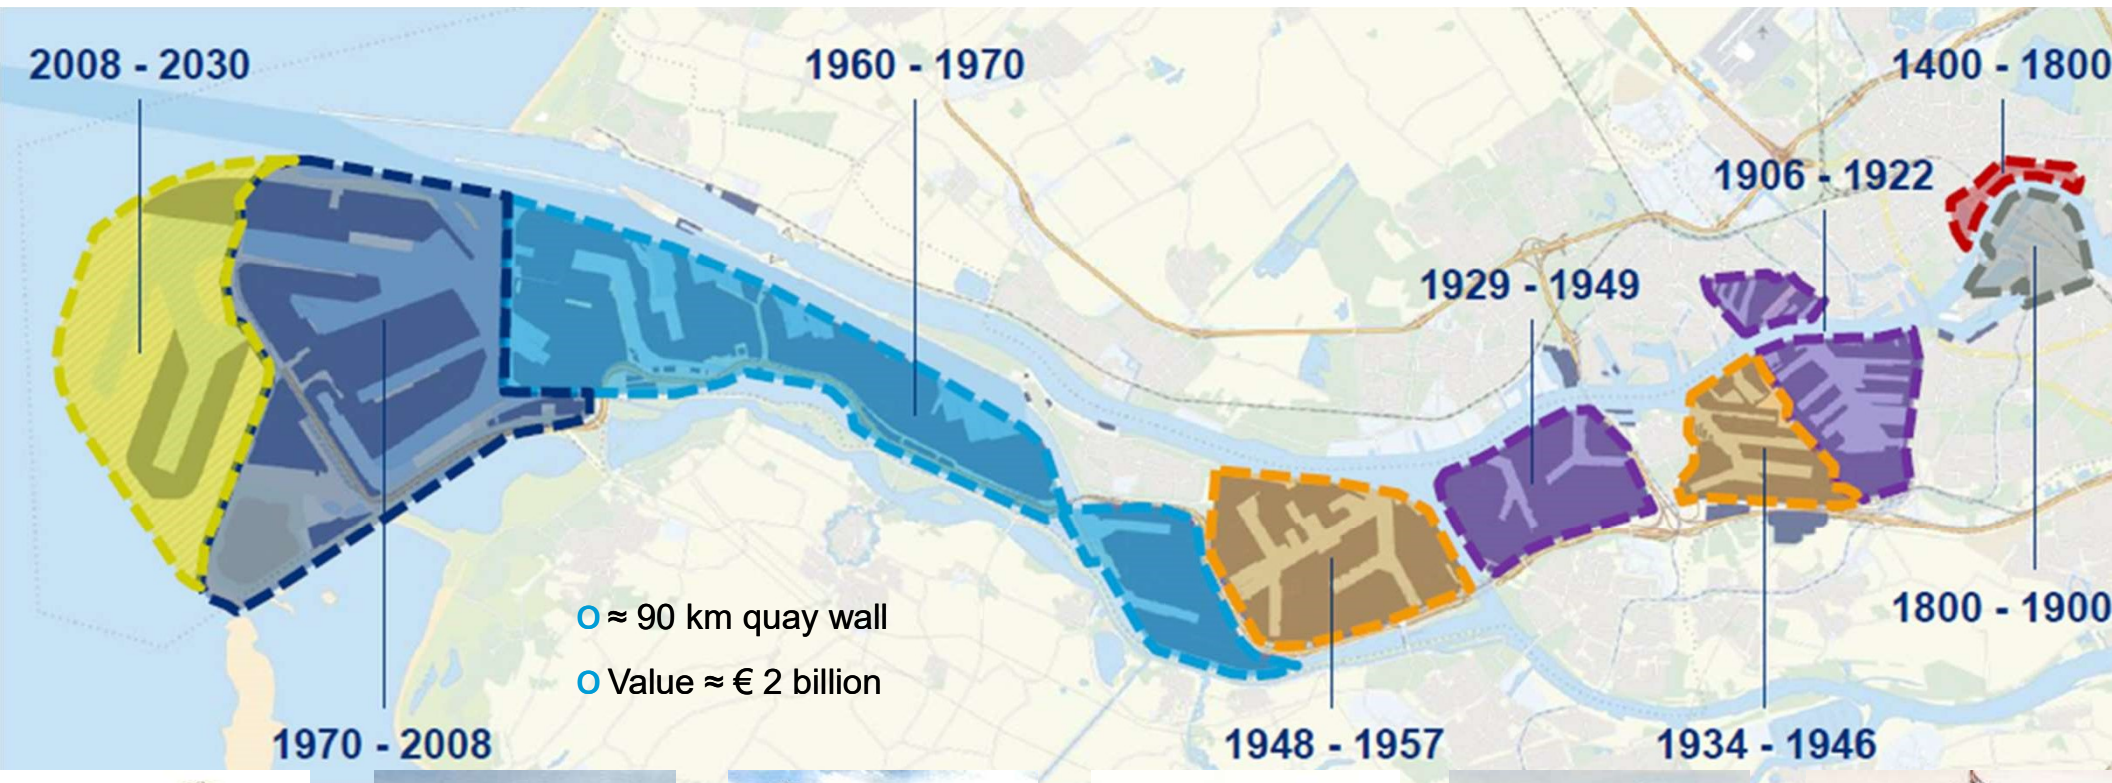 2008 - 2030
1960 - 1970
1400 - 1800
1906 - 1922
1929 - 1949
≈ 90 km quay wall
1800 - 1900
Value ≈ € 2 billion
1970 - 2008
1948 - 1957
1934 - 1946